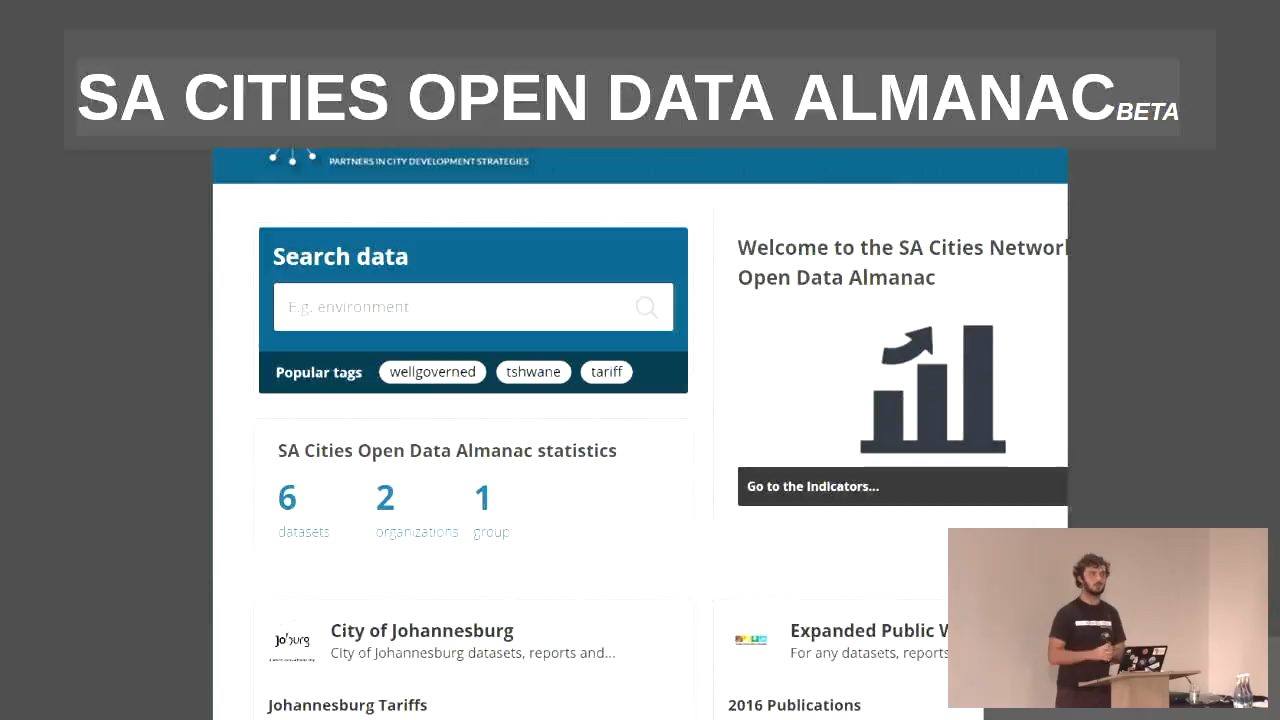 SA CITIES OPEN DATA ALMANAC BETA
PARTNERS IN CITY DEVELOPMENT STRATEGIES
Search data
E.g. environment
Popular tags wellgoverned tshwane tariff
SA Cities Open Data Almanac statistics
6 2 1
datasets organizations group
Welcome to the SA Cities Network
Open Data Almanac
Go to the Indicators...
jo'burg
City of Johannesburg
City of Johannesburg datasets, reports and...
Johannesburg Tariffs
Expanded Public W
For any datasets, reports
2016 Publications